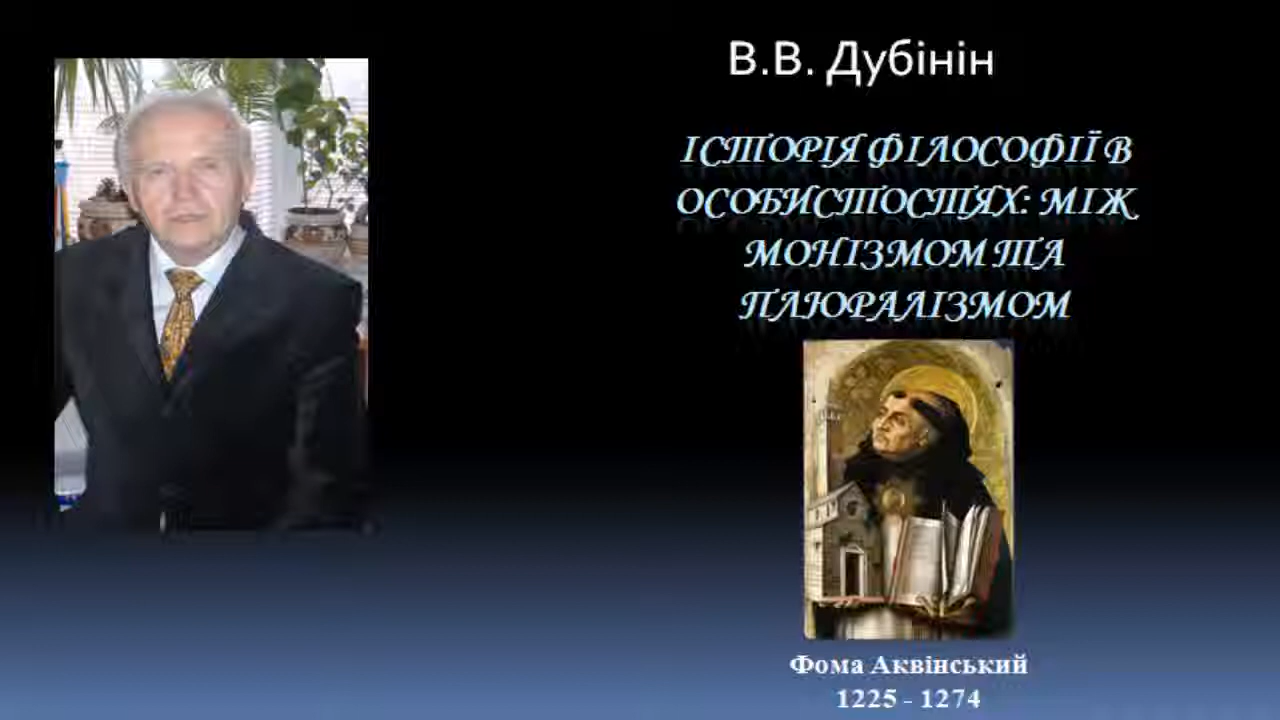 В.В. Дубінін
ІСТОРІЯ ФІЛОСОФІЇ В
ОСОБИСТОСТЯХ: МІЖ
МОНІЗМОМ ТА
ПЛЮРАЛІЗМОМ
Фома Аквінський
1225 - 1274